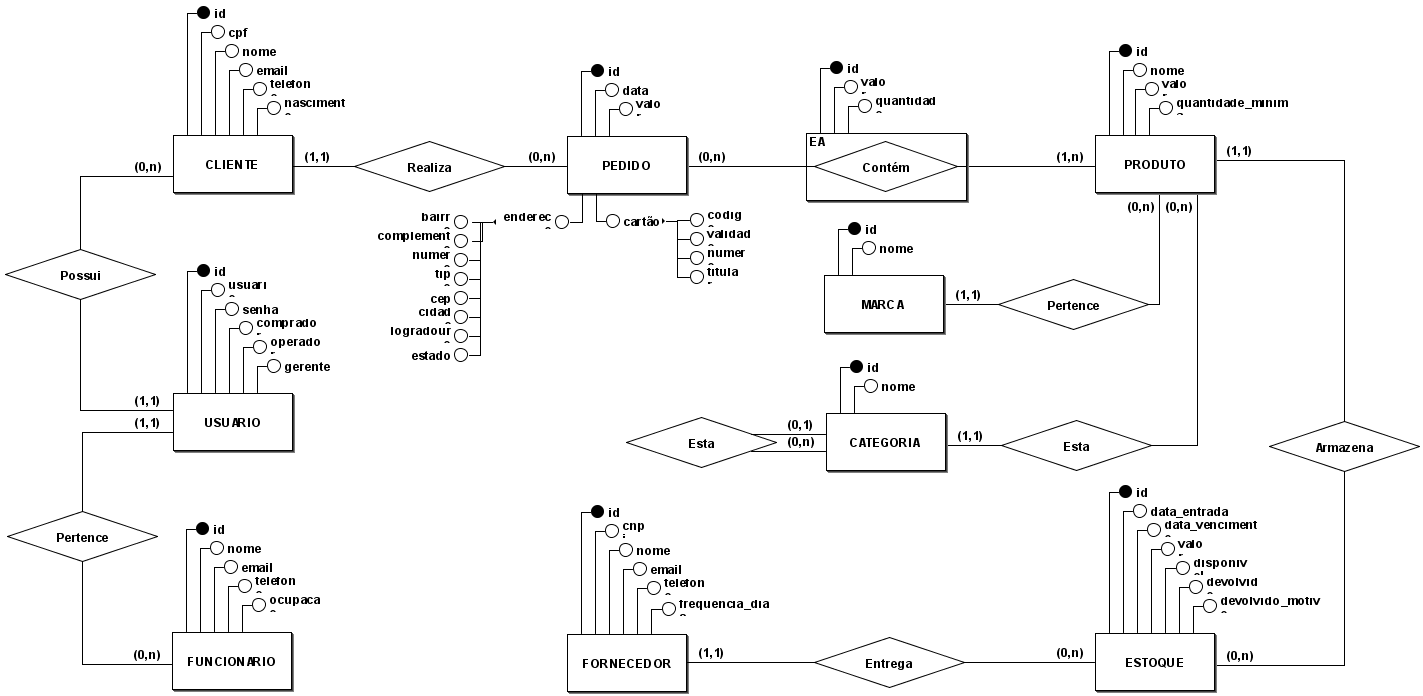 id
cpf
nome
email
telefon
nasciment
CLIENTE
(0,n)
(1,1)
Realiza
(0,n)
id
data
valo
PEDIDO
(0,n)
id
valo
quantidad
EA
Contém
(1,n)
id
nome
valo
quantidade_minim
PRODUTO
(1,1)
(0,n)
(0,n)
bairr
complement
numer
tip
cep
cidad
logradour
estado
enderec
cartão
codig
validad
numer
titula
id
nome
MARCA
(1,1)
Pertence
Possui
id
usuari
senha
comprado
operado
gerente
(1,1)
(1,1)
USUARIO
id
nome
Esta
(0,1)
(0,n)
CATEGORIA
(1,1)
Esta
Armazena
Pertence
id
nome
email
telefon
ocupaca
(0,n)
FUNCIONARIO
id
cnp
nome
email
telefon
frequencia_dia
FORNECEDOR
(1,1)
Entrega
(0,n)
id
data_entrada
data_venciment
valo
disponiv
devolvid
devolvido_motiv
ESTOQUE
(0,n)